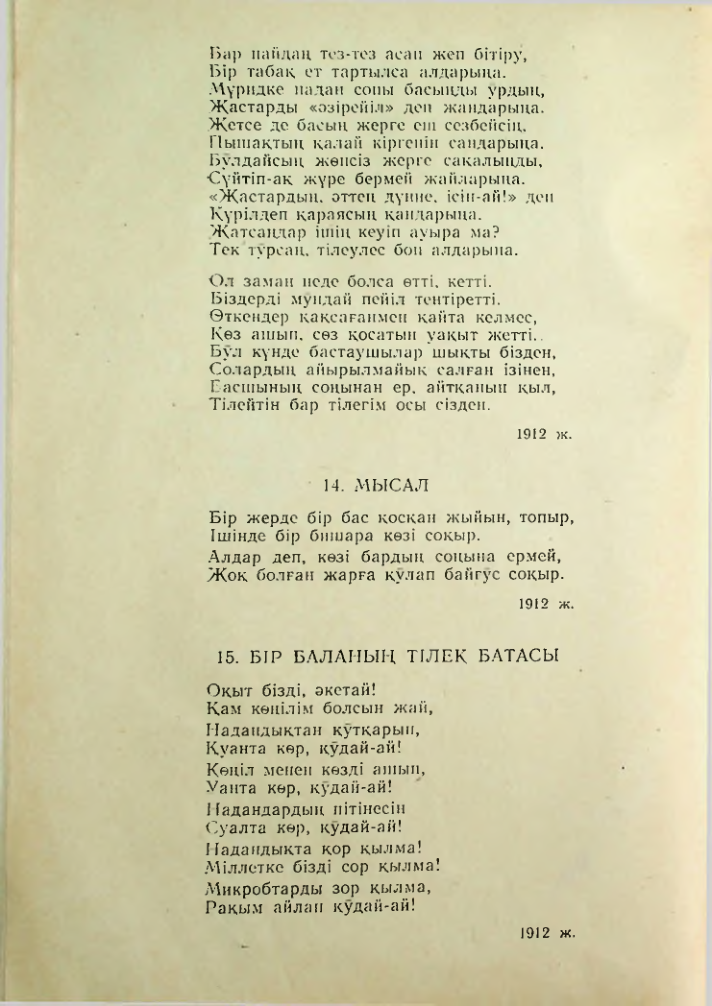 Бар пайдаң тез-тез асап жеп бітіру,
Бір табақ ет тартылса алдарыңа.
Мүридке надан сопы басыңды ұрдың,
Жастарды «әзірейіл» деп жандарыңа.
Жетсе де басың жерге еш сезбейсің,
Пышақтың қалай кіргенін сандарыңа.
Бұлдайсың жөнсіз жерге сақалыңды,
Сүйтіп-ақ жүре бермей жайларыңа.
«Жастардың, әттең дүние, ісін-ай!» деп
Күрілдеп қараясың қандарыңа.
Жатсаңдар ішің кеуіп ауыра ма?
Тек тұрсаң, тілеулес боп алдарыңа.
Ол заман неде болса өтті, кетті.
Біздерді мұндай пейіл тентіретті.
Өткендер қақсағанмен қайта келмес,
Көз ашып, сөз қосатын уақыт жетті.
Бұл күнде бастаушылар шықты бізден,
Солардың айырылмайық салған ізінен,
Басшының соңынан ер, айтқанын қыл,
Тілейтін бар тілегім осы сізден.
1912 ж.
14. МЫСАЛ
Бір жерде бір бас қосқан жыйын, топыр,
Ішінде бір бишара көзі соқыр.
Алдар деп, көзі бардың соңына ермей,
Жоқ болған жарға құлап байғұс соқыр.
1912 ж.
15. БІР БАЛАНЫҢ ТІЛЕК БАТАСЫ
Оқыт бізді, әкетай!
Қам көңілім болсын жай,
Надандықтан құтқарып,
Қуанта көр, құдай-ай!
Көңіл менен көзді ашып,
Уанта көр, құдай-ай!
Надандардың пітінесін
Суалта көр, құдай-ай!
Надандықта қор қылма!
Міллетке бізді сор қылма!
Микробтарды зор қылма,
Рақым айлап құдай-ай!
1912 ж.